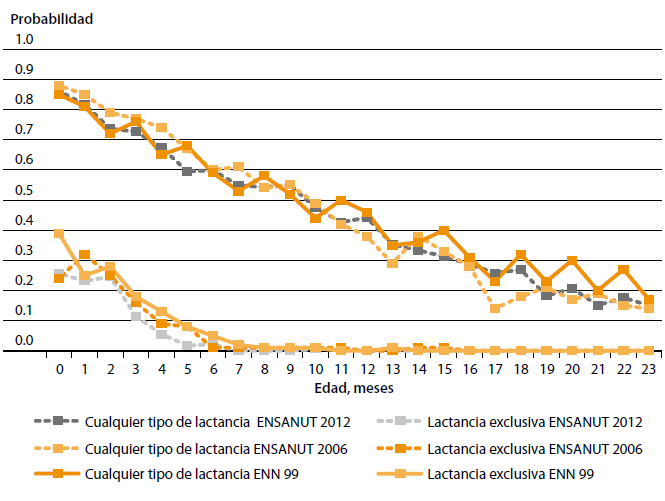 Probabilidad
1.0
0.9
0.8
0.7
0.6
0.5
0.4
0.3
0.2
0.1
0.0
0 1 2 3 4 5 6 7 8 9 10 11 12 13 14 15 16 17 18 19 20 21 22 23
Edad, meses
Cualquier tipo de lactancia ENSANUT 2012 Lactancia exclusiva ENSANUT 2012
Cualquier tipo de lactancia ENSANUT 2006 Lactancia exclusiva ENSANUT 2006
Cualquier tipo de lactancia ENN 99 Lactancia exclusiva ENN 99